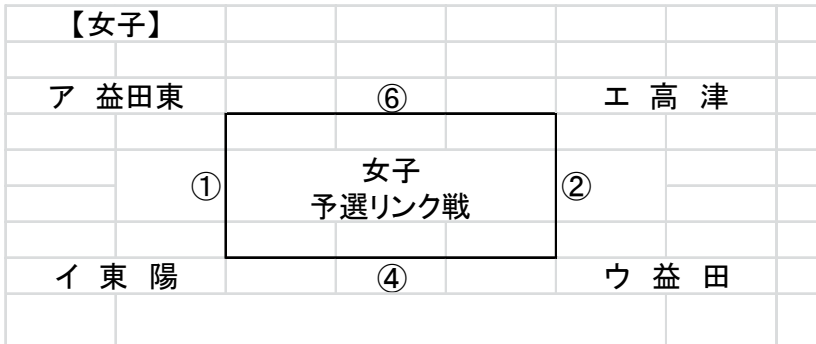 【女子】
ア 益田東 ⑥ エ 高 津
女子
① ②
予選リンク戦
イ 東 陽 ④ ウ 益 田